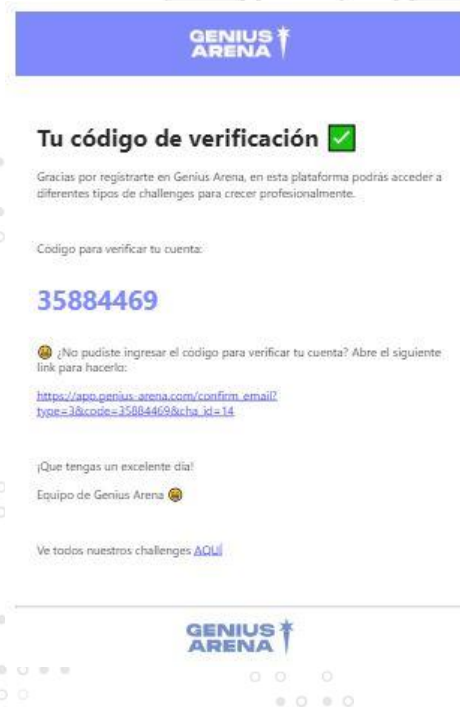 GENIUS
ARENA
Tu código de verificación
Gracias por registrarte en Genius Arena, en esta plataforma podrás acceder a
diferentes tipos de challenges para crecer profesionalmente.
Código para verificar tu cuenta:
35884469
¿No pudiste ingresar el código para verificar tu cuenta? Abre el siguiente
link para hacerlo:
https://app.genius-arena.com/confirm_email?
type=3&code=35884469&cha_id=14
¡Que tengas un excelente día!
Equipo de Genius Arena
Ve todos nuestros challenges AQUÍ
GENIUS
ARENA